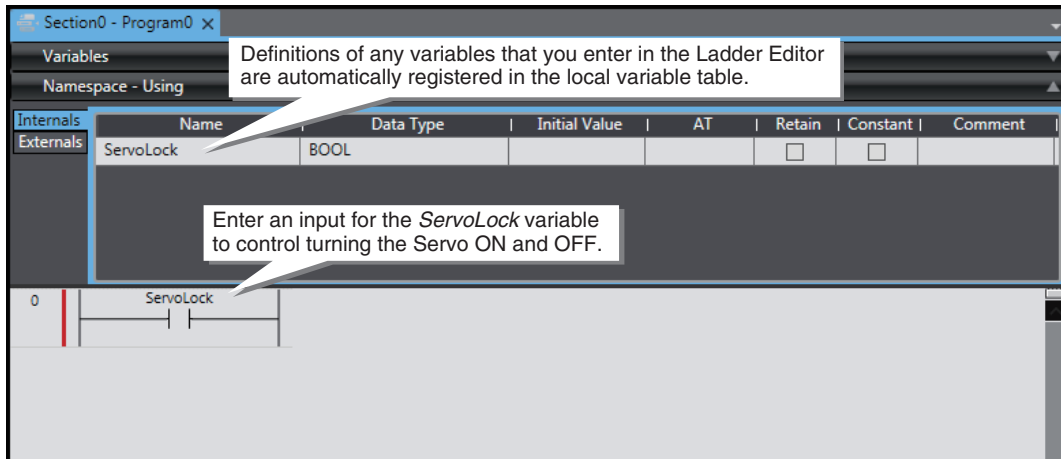 Section0 - Program0 ×
Variables
Definitions of any variables that you enter in the Ladder Editor
are automatically registered in the local variable table.
Namespace - Using
Internals
Externals
Name | Data Type | Initial Value | AT | Retain | Constant | Comment
ServoLock BOOL
Enter an input for the ServoLock variable
to control turning the Servo ON and OFF.
0 ServoLock